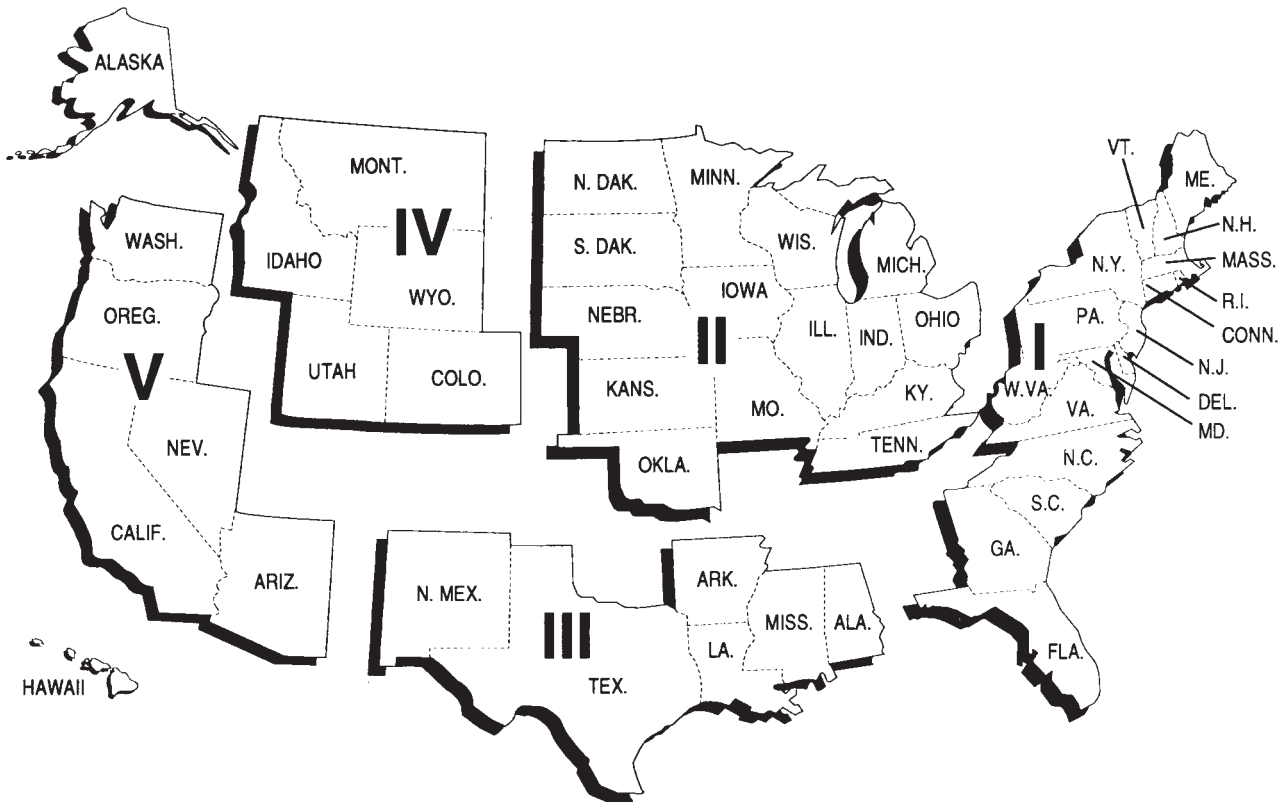 ALASKA
VT.
MONT.
N. DAK.
MINN.
ME.
IV
N.H.
WASH.
IDAHO
S. DAK.
WIS.
MICH.
N.Y.
MASS.
WYO.
IOWA
R.I.
OREG.
NEBR.
ILL.
IND.
OHIO
PA.
CONN.
II
I
V
UTAH
COLO.
KANS.
MO.
KY.
W.VA.
VA.
N.J.
DEL.
MD.
NEV.
OKLA.
TENN.
N.C.
S.C.
CALIF.
ARIZ.
N. MEX.
ARK.
GA.
III
MISS.
ALA.
LA.
FLA.
TEX.
HAWAII